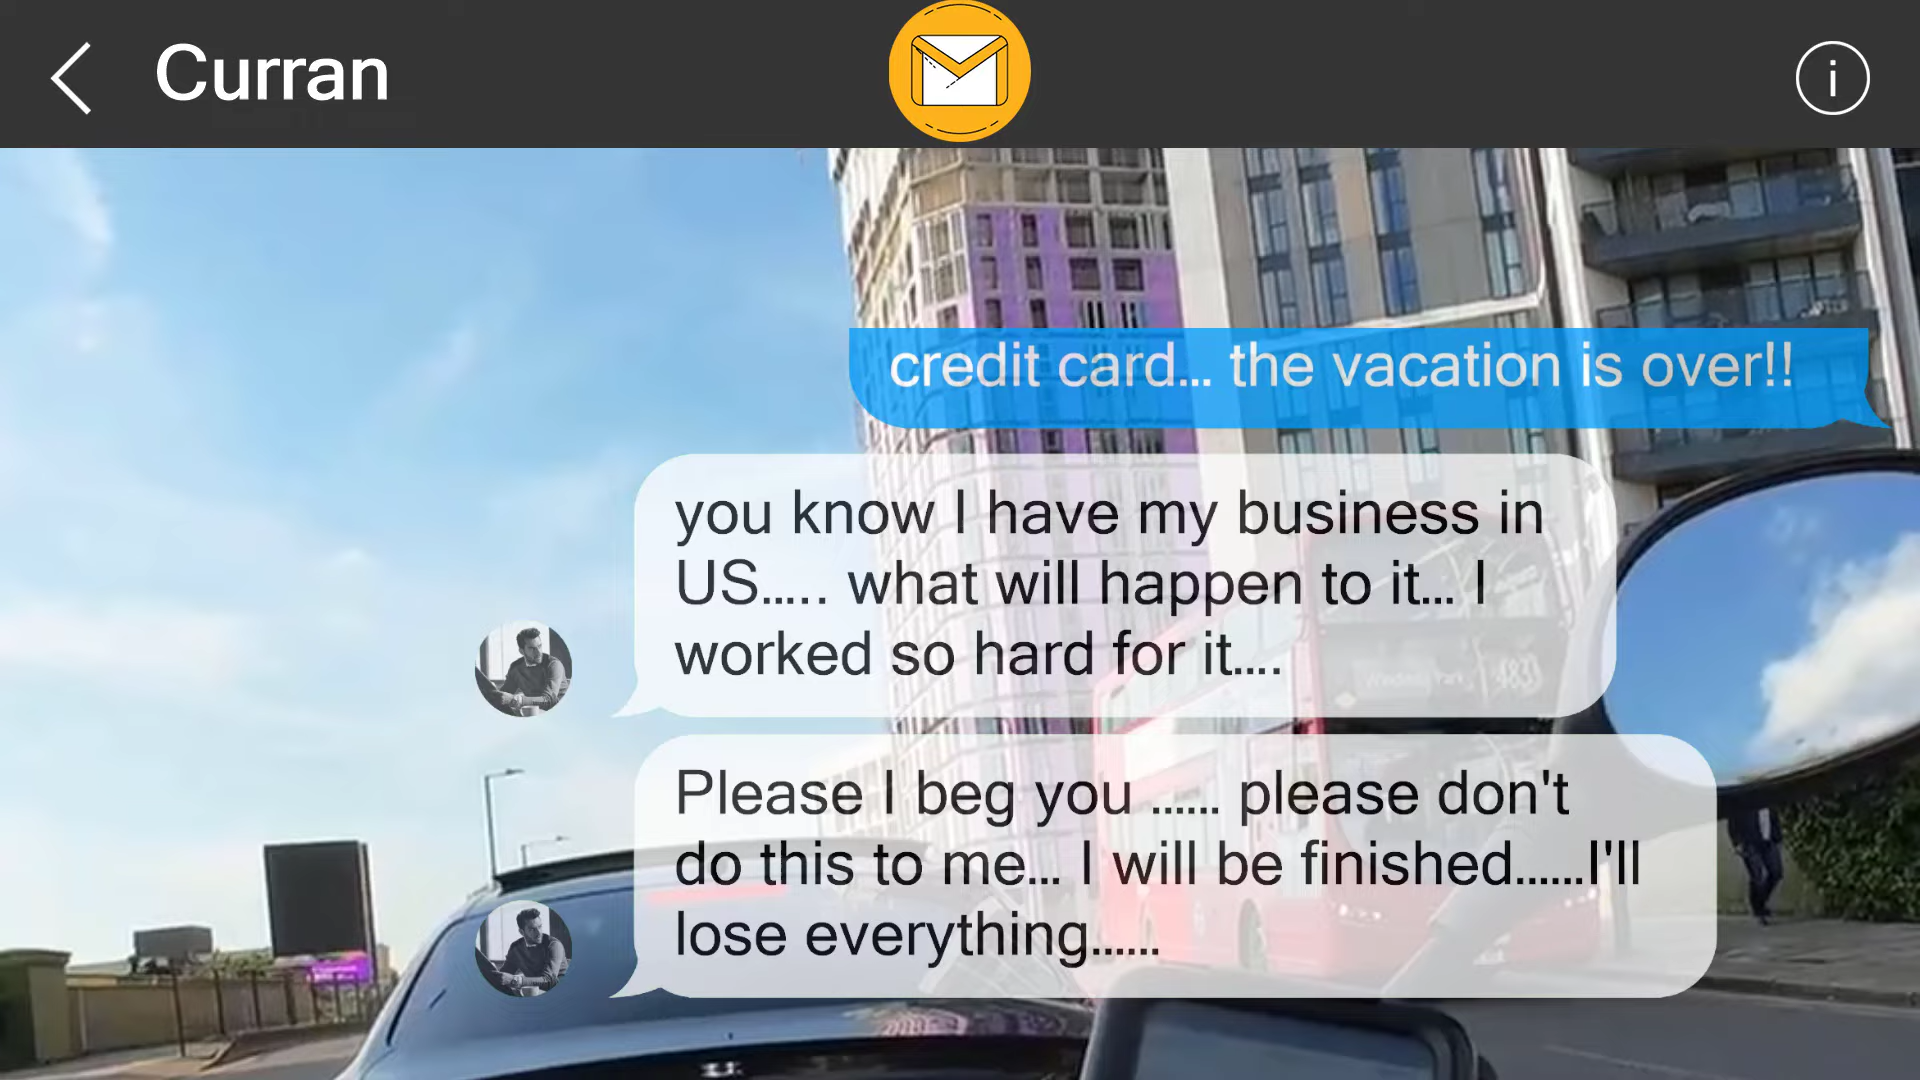 Curran
i
credit card... the vacation is over!!
you know I have my business in
US..... what will happen to it... I
worked so hard for it....
Please I beg you ...... please don't
do this to me... I will be finished......I'll
lose everything......